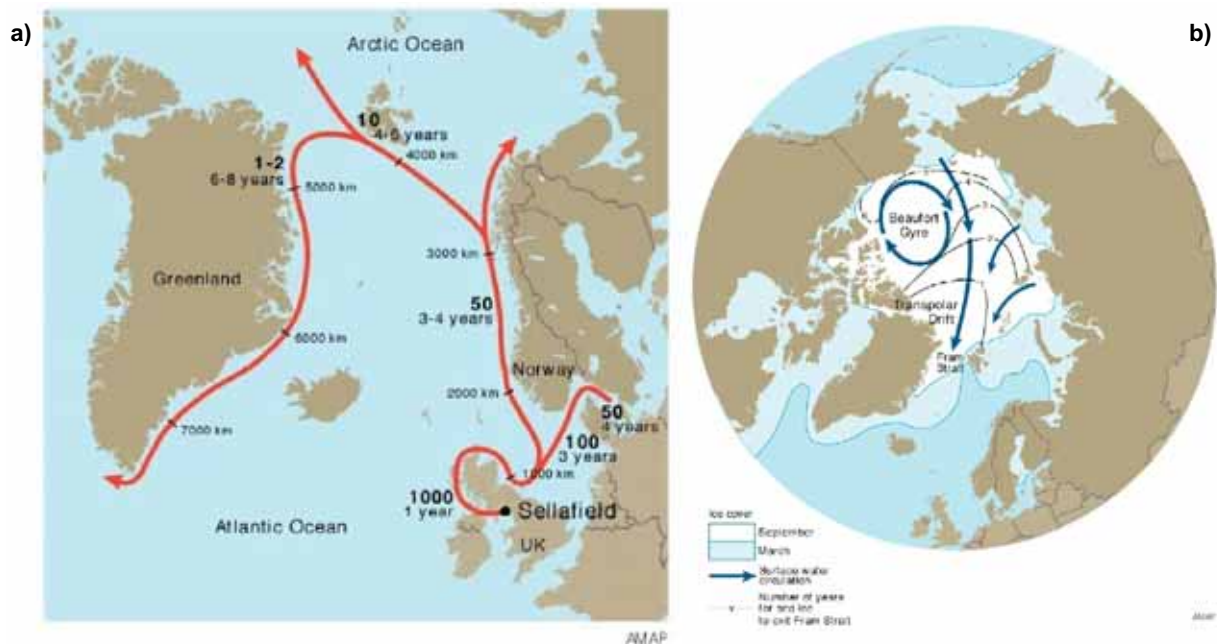 a)
Arctic Ocean
10
4-6 years
4000 km
1-2
6-8 years
5000 km
3000 km
Greenland
50
3-4 years
6000 km
Norway
2000 km
50
4 years
7000 km
100
3 years
1000 km
1000
1 year
Sellafield
Atlantic Ocean
UK
AMAP
b)
Beaufort
Gyre
Transpolar
Drift
Fram
Strait
Ice cover
September
March
Surface water
circulation
Number of years
for sea ice
to exit Fram Strait
AMAP